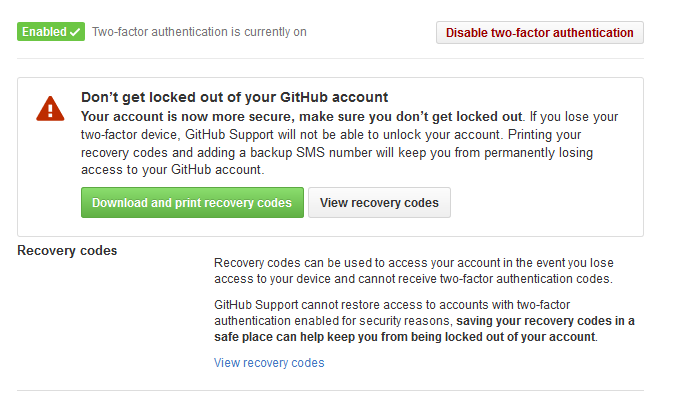 Enabled ✓ Two-factor authentication is currently on Disable two-factor authentication
Don’t get locked out of your GitHub account
Your account is now more secure, make sure you don’t get locked out. If you lose your
two-factor device, GitHub Support will not be able to unlock your account. Printing your
recovery codes and adding a backup SMS number will keep you from permanently losing
access to your GitHub account.
Download and print recovery codes View recovery codes
Recovery codes
Recovery codes can be used to access your account in the event you lose
access to your device and cannot receive two-factor authentication codes.
GitHub Support cannot restore access to accounts with two-factor
authentication enabled for security reasons, saving your recovery codes in a
safe place can help keep you from being locked out of your account.
View recovery codes